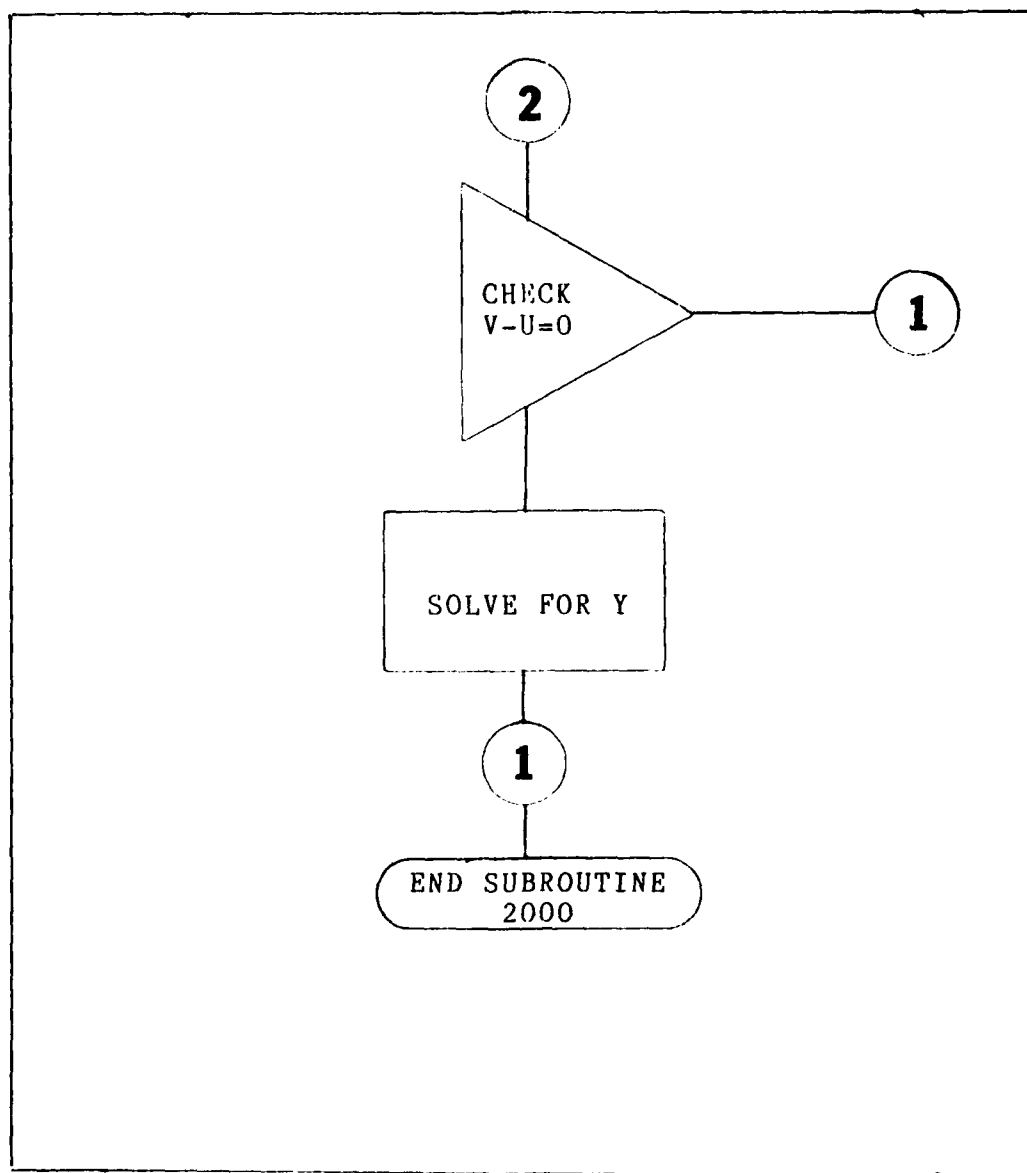 2
CHECK
V-U=0
1
SOLVE FOR Y
1
END SUBROUTINE
2000